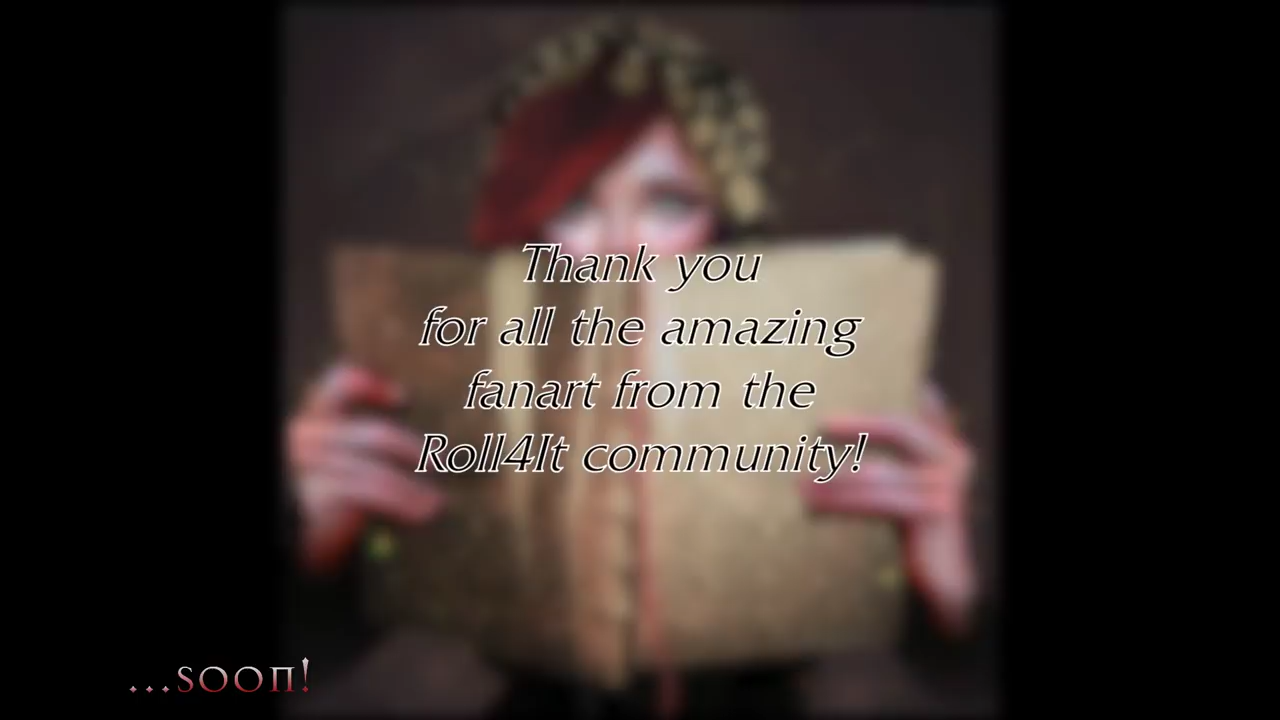 Thank you
for all the amazing
fanart from the
Roll4It community!
...soon!